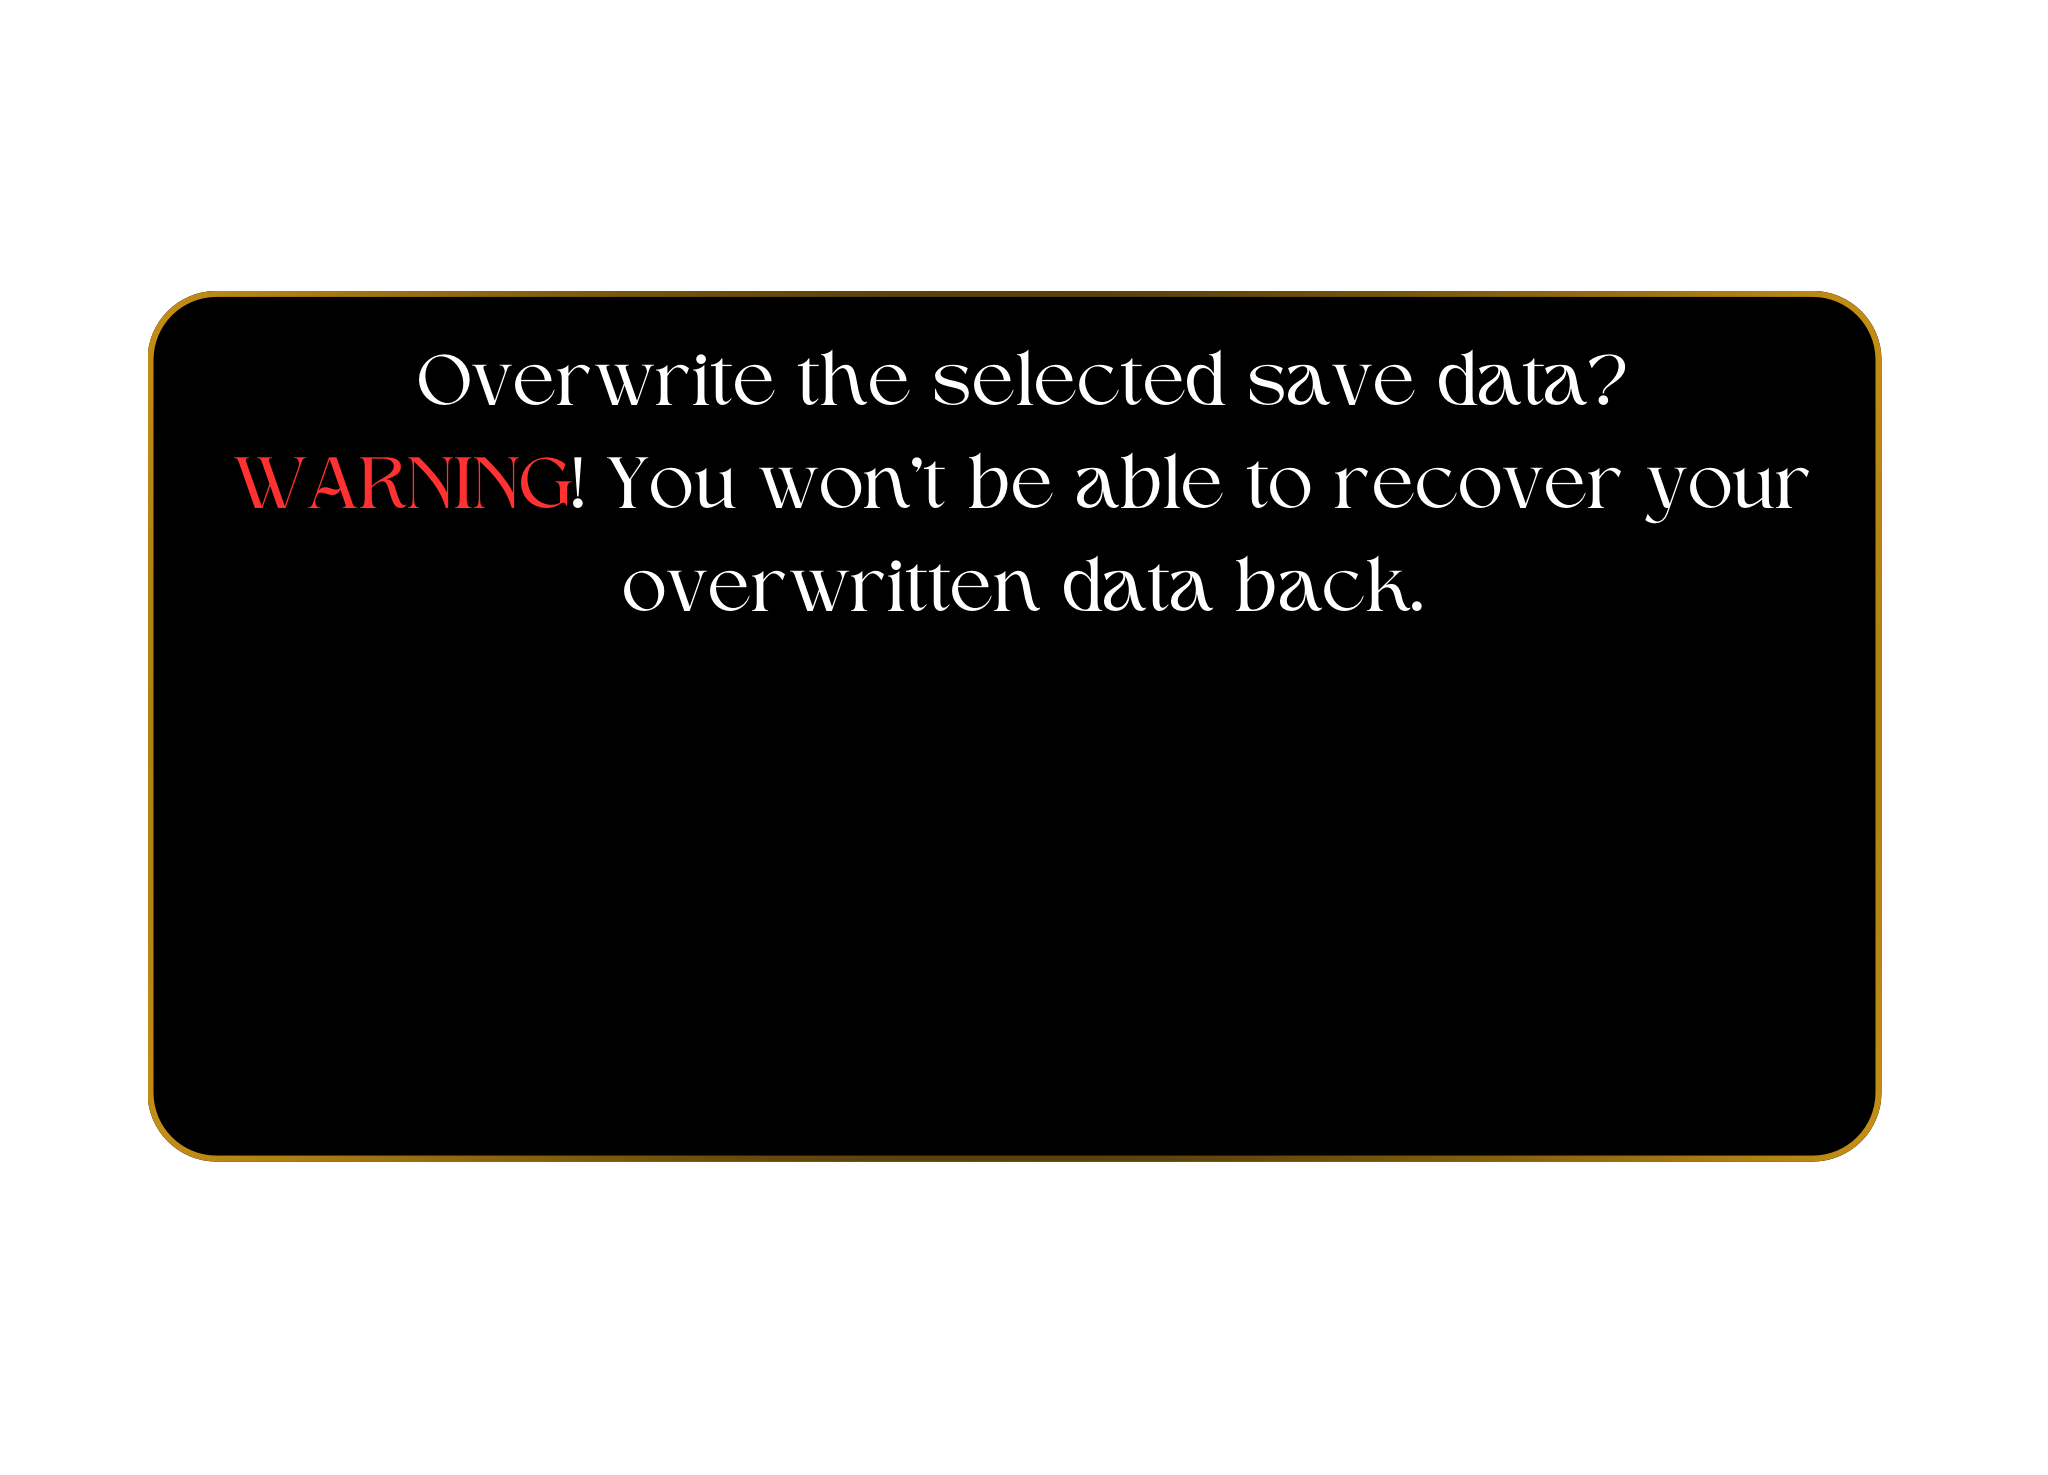 Overwrite the selected save data?
WARNING! You won't be able to recover your
overwritten data back.